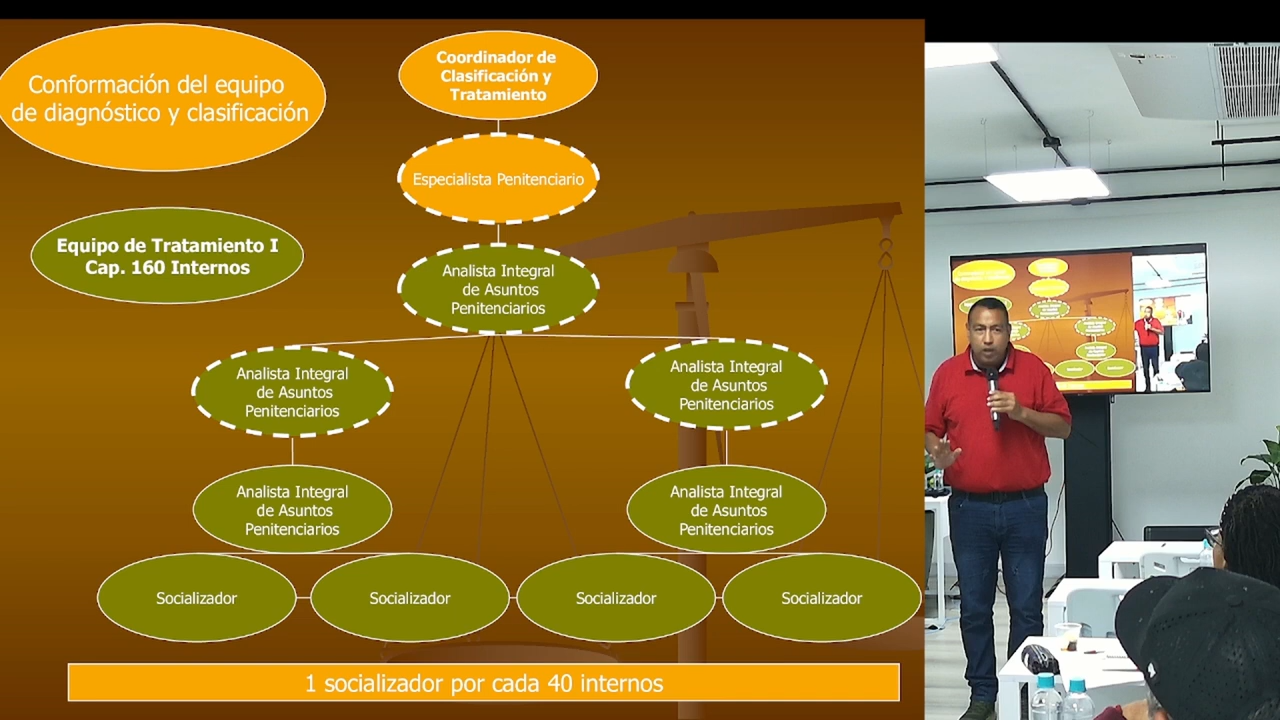 Conformación del equipo
de diagnóstico y clasificación
Coordinador de
Clasificación y
Tratamiento
Especialista Penitenciario
Equipo de Tratamiento I
Cap. 160 Internos
Analista Integral
de Asuntos
Penitenciarios
Analista Integral
de Asuntos
Penitenciarios
Analista Integral
de Asuntos
Penitenciarios
Analista Integral
de Asuntos
Penitenciarios
Analista Integral
de Asuntos
Penitenciarios
Socializador
Socializador
Socializador
Socializador
1 socializador por cada 40 internos